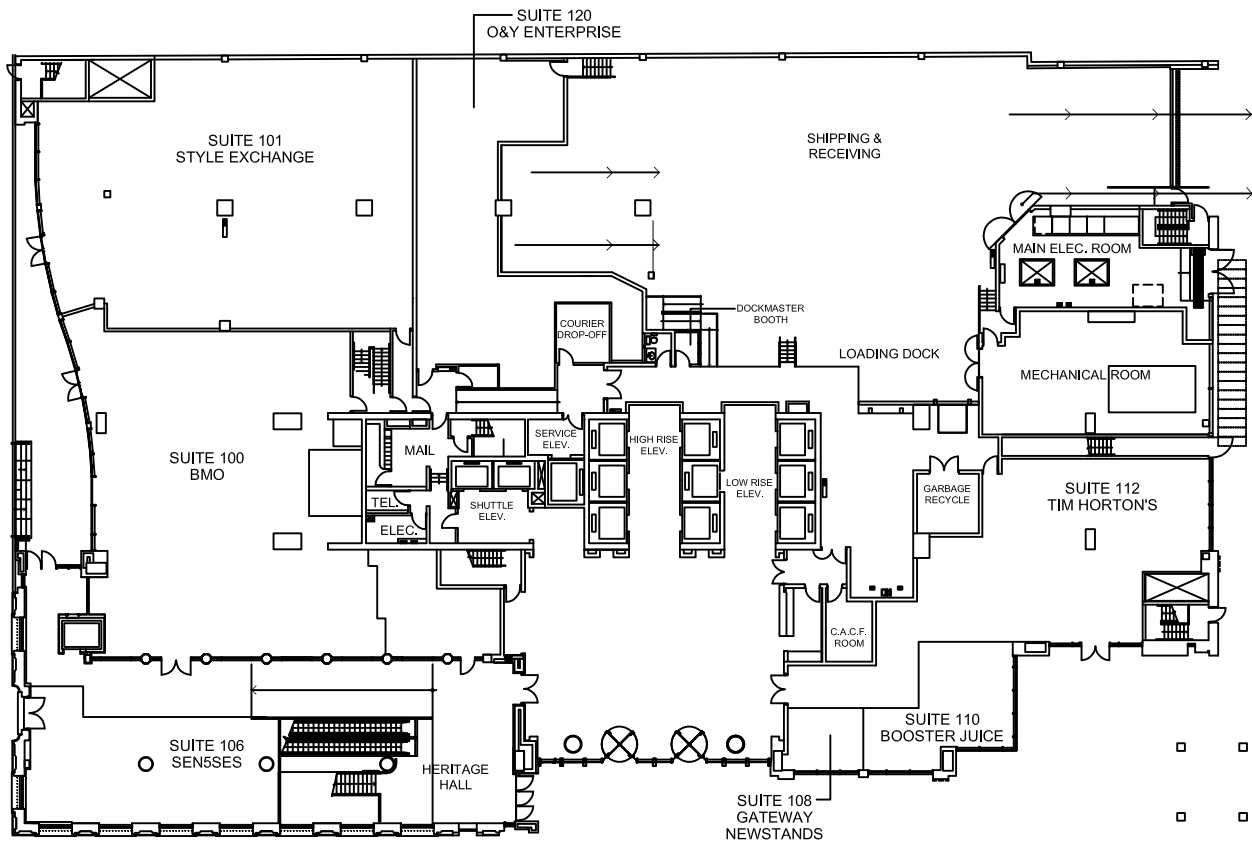 SUITE 120
O&Y ENTERPRISE
SUITE 101
STYLE EXCHANGE
SHIPPING &
RECEIVING
MAIN ELEC. ROOM
DOCKMASTER
BOOTH
COURIER
DROP-OFF
LOADING DOCK
MECHANICAL ROOM
SUITE 100
BMO
MAIL
SERVICE
ELEV.
HIGH RISE
ELEV.
LOW RISE
ELEV.
GARBAGE
RECYCLE
SUITE 112
TIM HORTON'S
TEL.
ELEC.
SHUTTLE
ELEV.
C.A.C.F.
ROOM
SUITE 106
SEN5SES
HERITAGE
HALL
SUITE 110
BOOSTER JUICE
SUITE 108
GATEWAY
NEWSTANDS